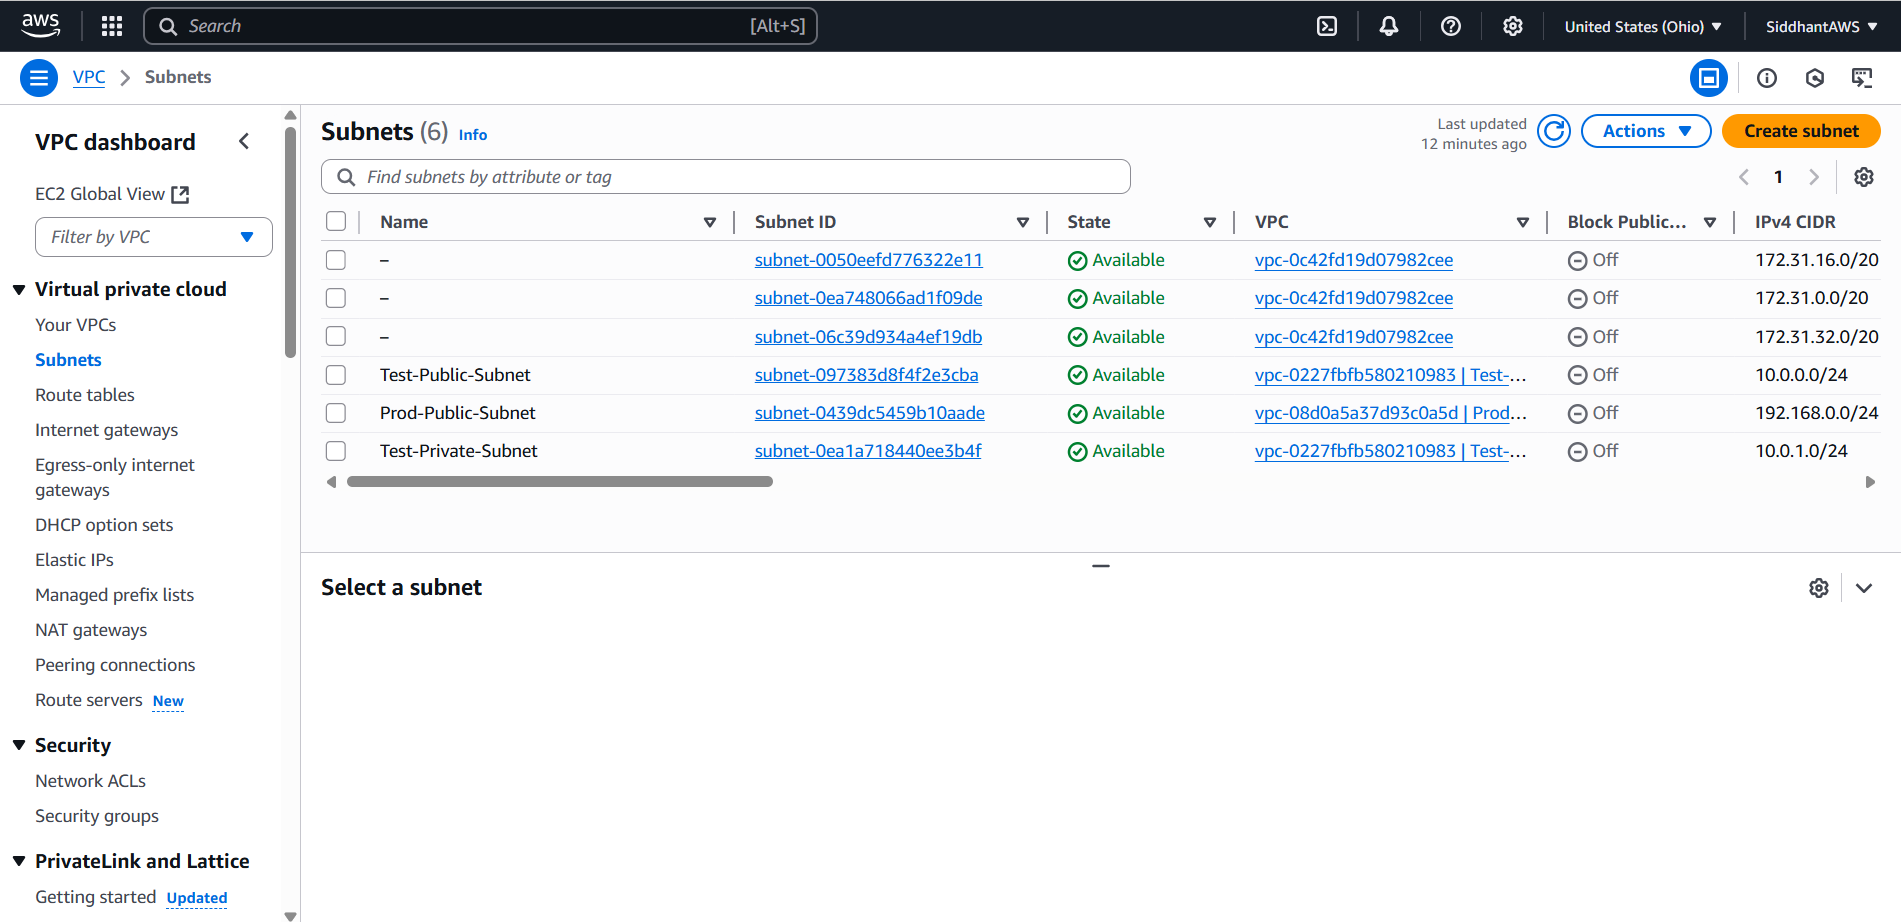 aws Search [Alt+S] United States (Ohio) SiddhantAWS
VPC Subnets
VPC dashboard
EC2 Global View
Filter by VPC
Virtual private cloud
Your VPCs
Subnets
Route tables
Internet gateways
Egress-only internet
gateways
DHCP option sets
Elastic IPs
Managed prefix lists
NAT gateways
Peering connections
Route servers New
Security
Network ACLs
Security groups
PrivateLink and Lattice
Getting started Updated
Subnets (6) Info
Last updated
12 minutes ago
Actions
Create subnet
Find subnets by attribute or tag
1
Name Subnet ID State VPC Block Public... IPv4 CIDR
– subnet-0050eefd776322e11 Available vpc-0c42fd19d07982cee Off 172.31.16.0/20
– subnet-0ea748066ad1f09de Available vpc-0c42fd19d07982cee Off 172.31.0.0/20
– subnet-06c39d934a4ef19db Available vpc-0c42fd19d07982cee Off 172.31.32.0/20
Test-Public-Subnet subnet-097383d8f4f2e3cba Available vpc-0227fbfb580210983 | Test-... Off 10.0.0.0/24
Prod-Public-Subnet subnet-0439dc5459b10aade Available vpc-08d0a5a37d93c0a5d | Prod... Off 192.168.0.0/24
Test-Private-Subnet subnet-0ea1a718440ee3b4f Available vpc-0227fbfb580210983 | Test-... Off 10.0.1.0/24
Select a subnet